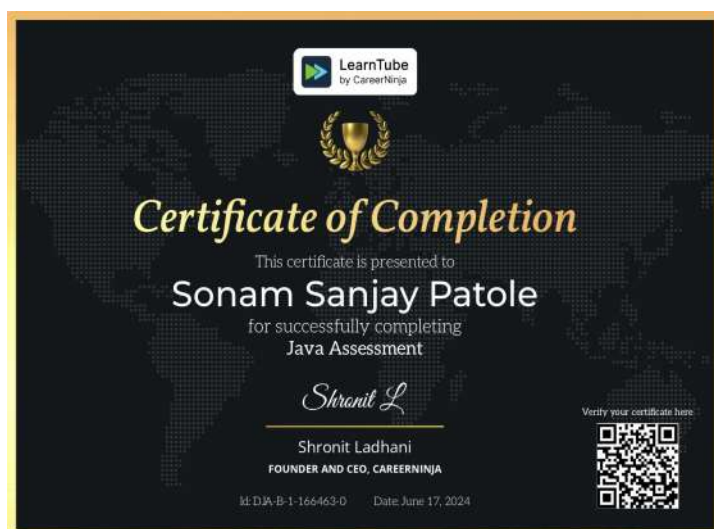 LearnTube
by CareerNinja
Certificate of Completion
This certificate is presented to
Sonam Sanjay Patole
for successfully completing
Java Assessment
Shronit L
Shronit Ladhani
FOUNDER AND CEO, CAREERNINJA
Verify your certificate here
Id: DJA-B-1-166463-0 Date: June 17, 2024